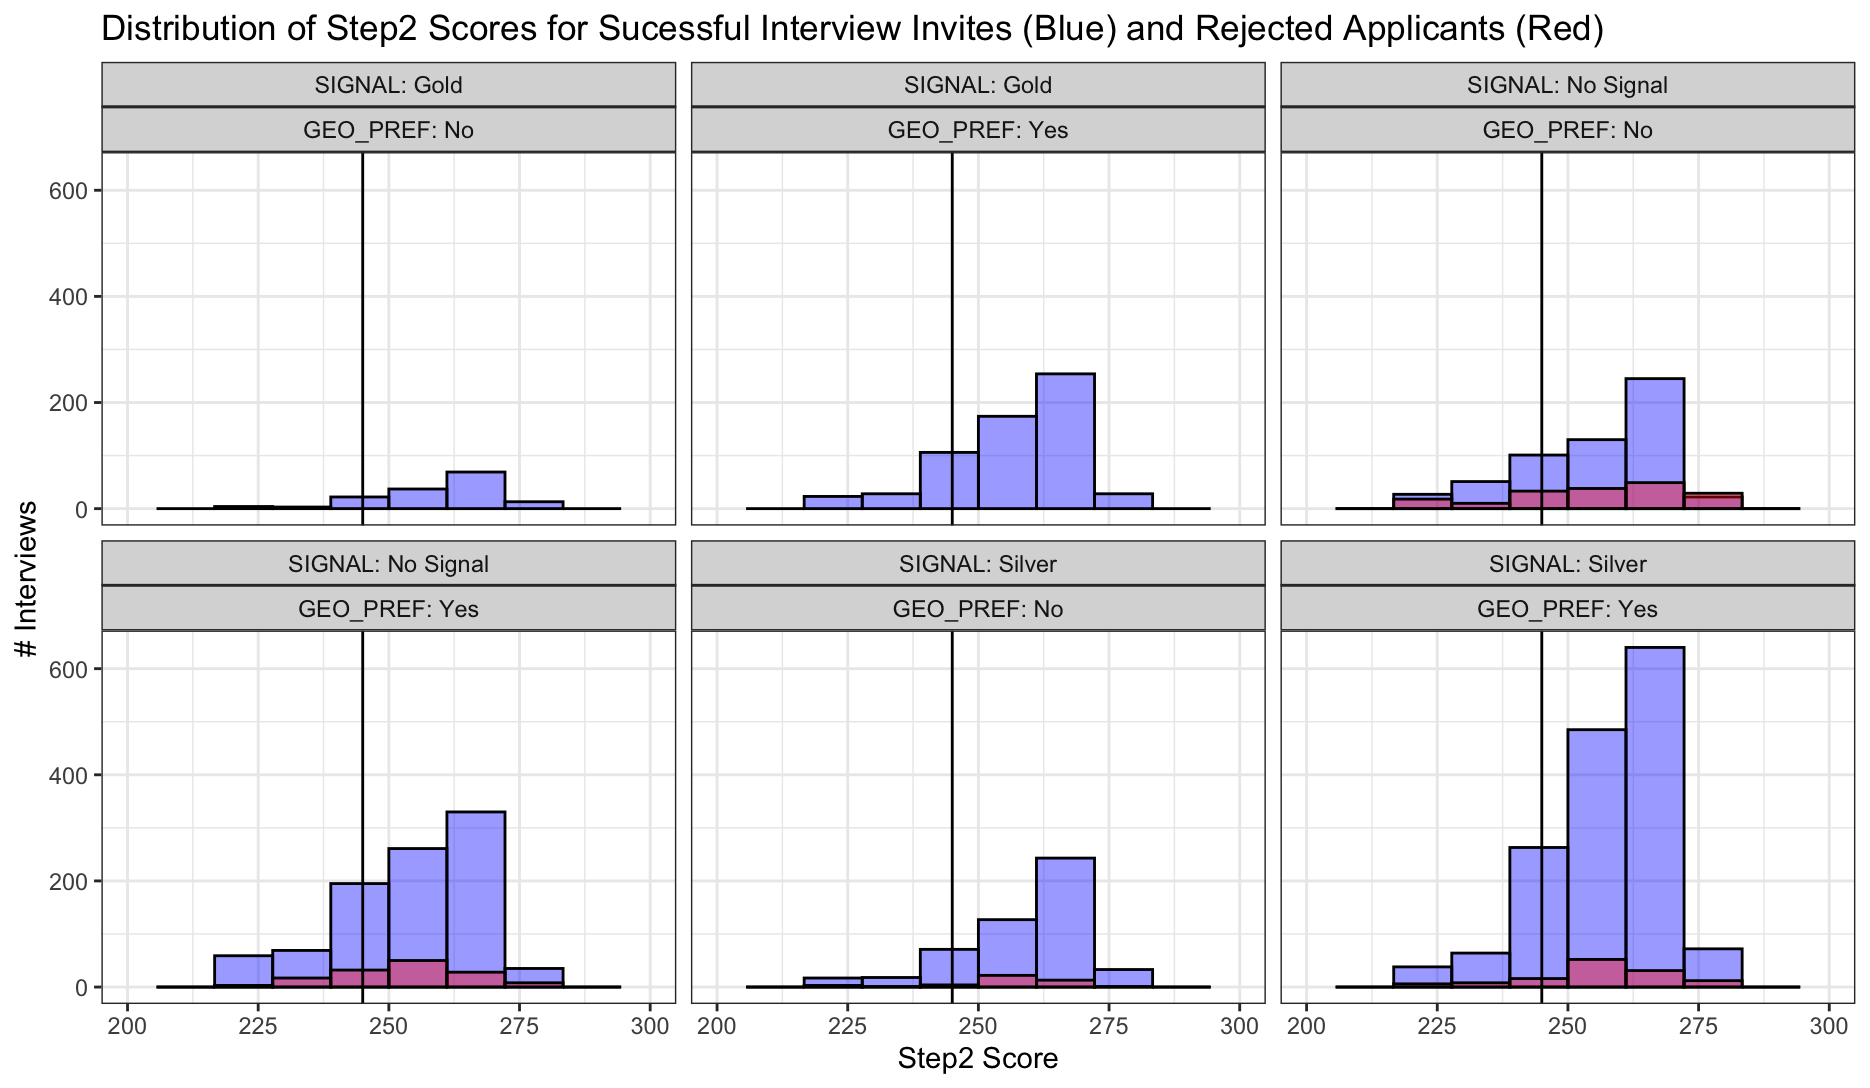 Distribution of Step2 Scores for Sucessful Interview Invites (Blue) and Rejected Applicants (Red)
SIGNAL: Gold
GEO_PREF: No
SIGNAL: Gold
GEO_PREF: Yes
SIGNAL: No Signal
GEO_PREF: No
600
400
200
0
SIGNAL: No Signal
GEO_PREF: Yes
SIGNAL: Silver
GEO_PREF: No
SIGNAL: Silver
GEO_PREF: Yes
# Interviews
600
400
200
0
200 225 250 275 300
200 225 250 275 300
200 225 250 275 300
Step2 Score